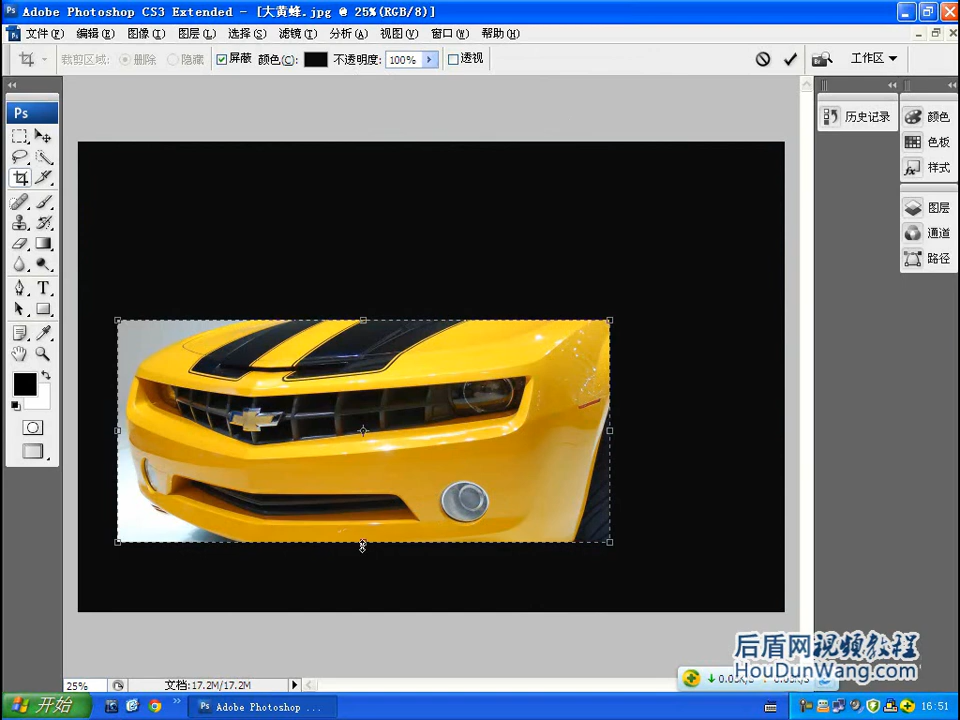 Adobe Photoshop CS3 Extended - [大黄蜂.jpg @ 25%(RGB/8)]
文件(F) 编辑(E) 图像(I) 图层(L) 选择(S) 滤镜(T) 分析(A) 视图(V) 窗口(W) 帮助(H)
裁剪区域: 删除 隐藏 屏蔽 颜色(C): 不透明度: 100% 透视 工作区
Ps
历史记录
颜色
色板
样式
图层
通道
路径
后盾网视频教程
HouDunWang.com
25% 文档:17.2M/17.2M
开始 Adobe Photoshop ... 16:51